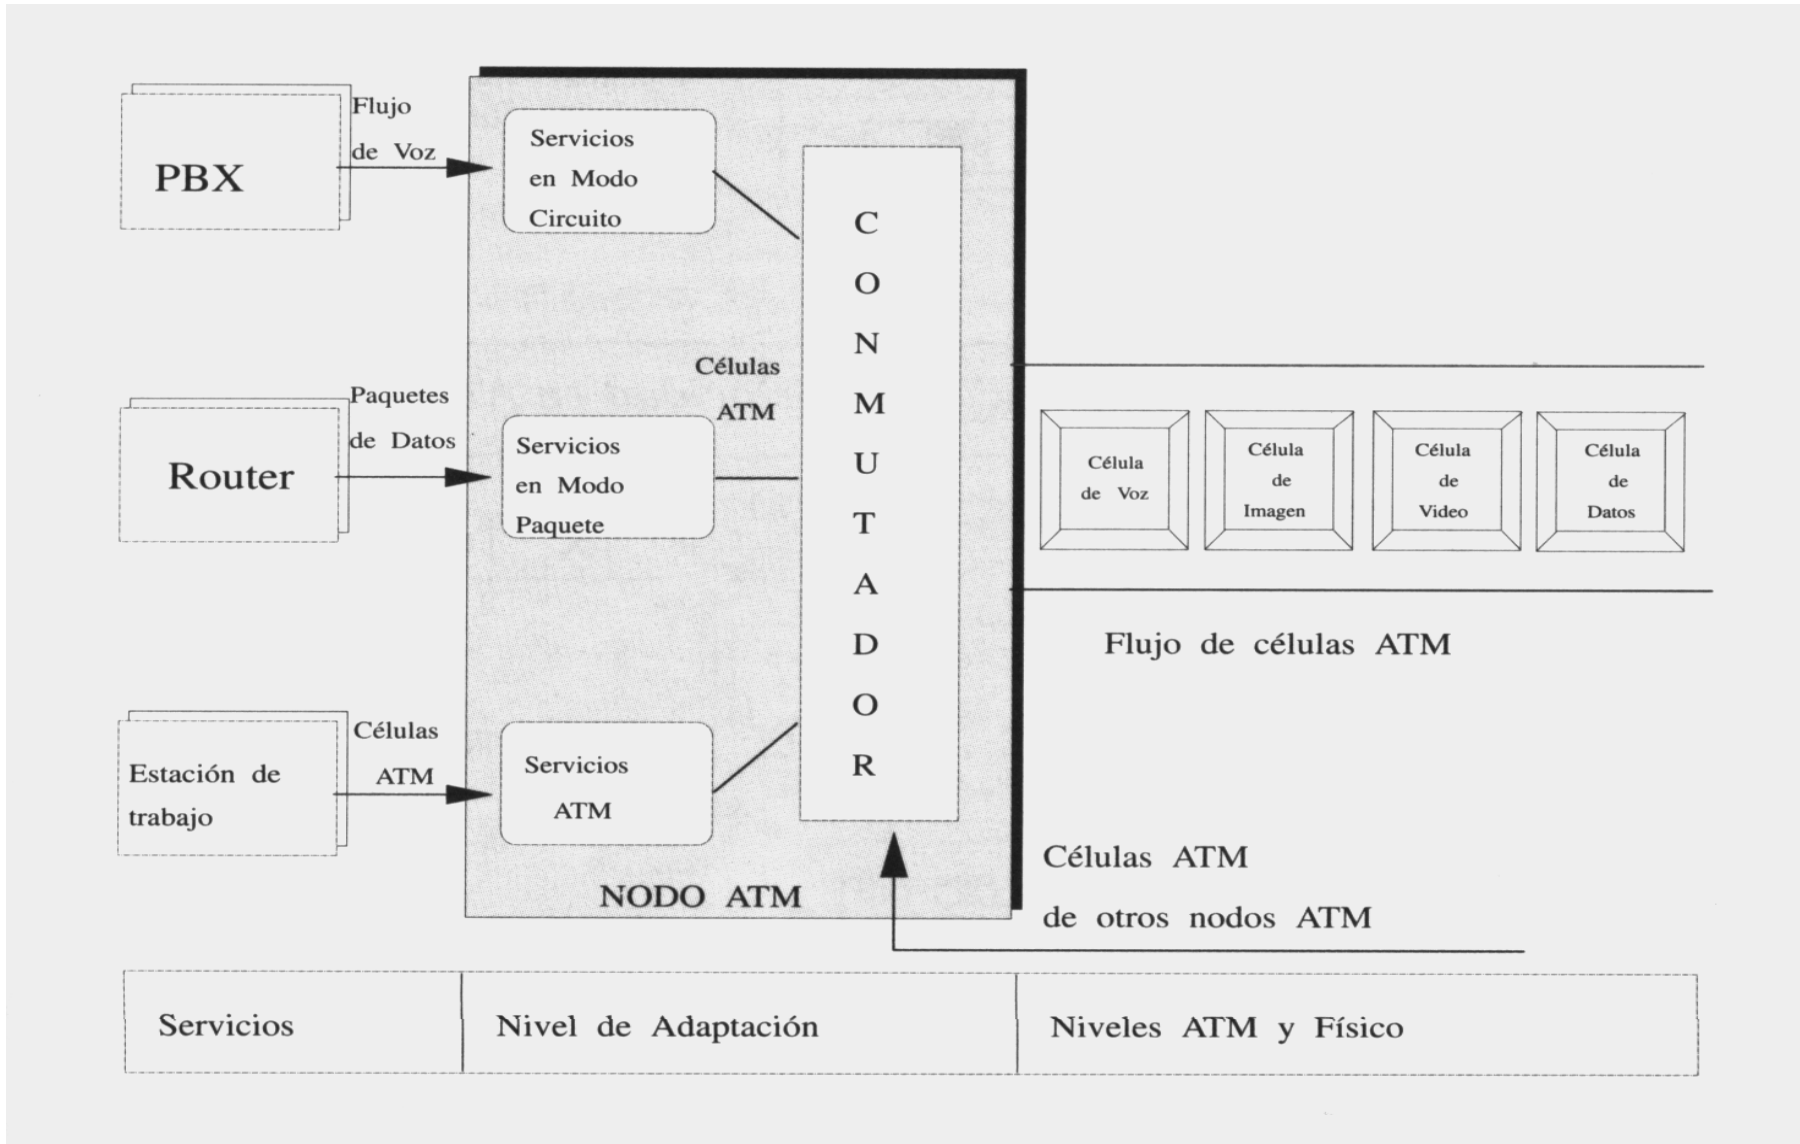 PBX
Flujo
de Voz
Servicios
en Modo
Circuito
Router
Paquetes
de Datos
Servicios
en Modo
Paquete
Células
ATM
Estación de
trabajo
Células
ATM
Servicios
ATM
C
O
N
M
U
T
A
D
O
R
NODO ATM
Célula
de Voz
Célula
de
Imagen
Célula
de
Video
Célula
de
Datos
Flujo de células ATM
Células ATM
de otros nodos ATM
Servicios
Nivel de Adaptación
Niveles ATM y Físico